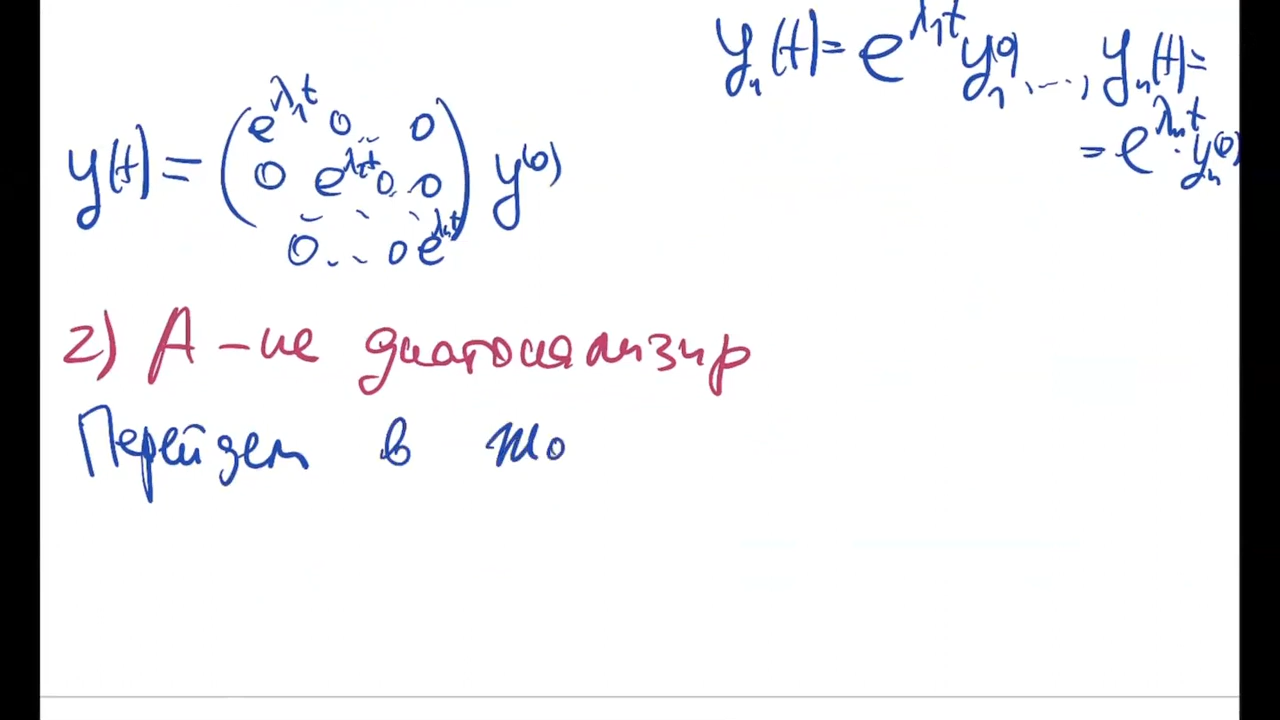 yₙ(t) = e^{λ₁t} y₁⁰, ..., yₙ(t) =
= e^{λₙt} · yₙ^{(0)}
y(t) = ( e^{λ₁t} 0 .. 0
0 e^{λ₂t} 0 .. 0
0 ... 0 e^{λₙt} ) y^{(0)}
2) A - не диагонализир
Перейдем в жо